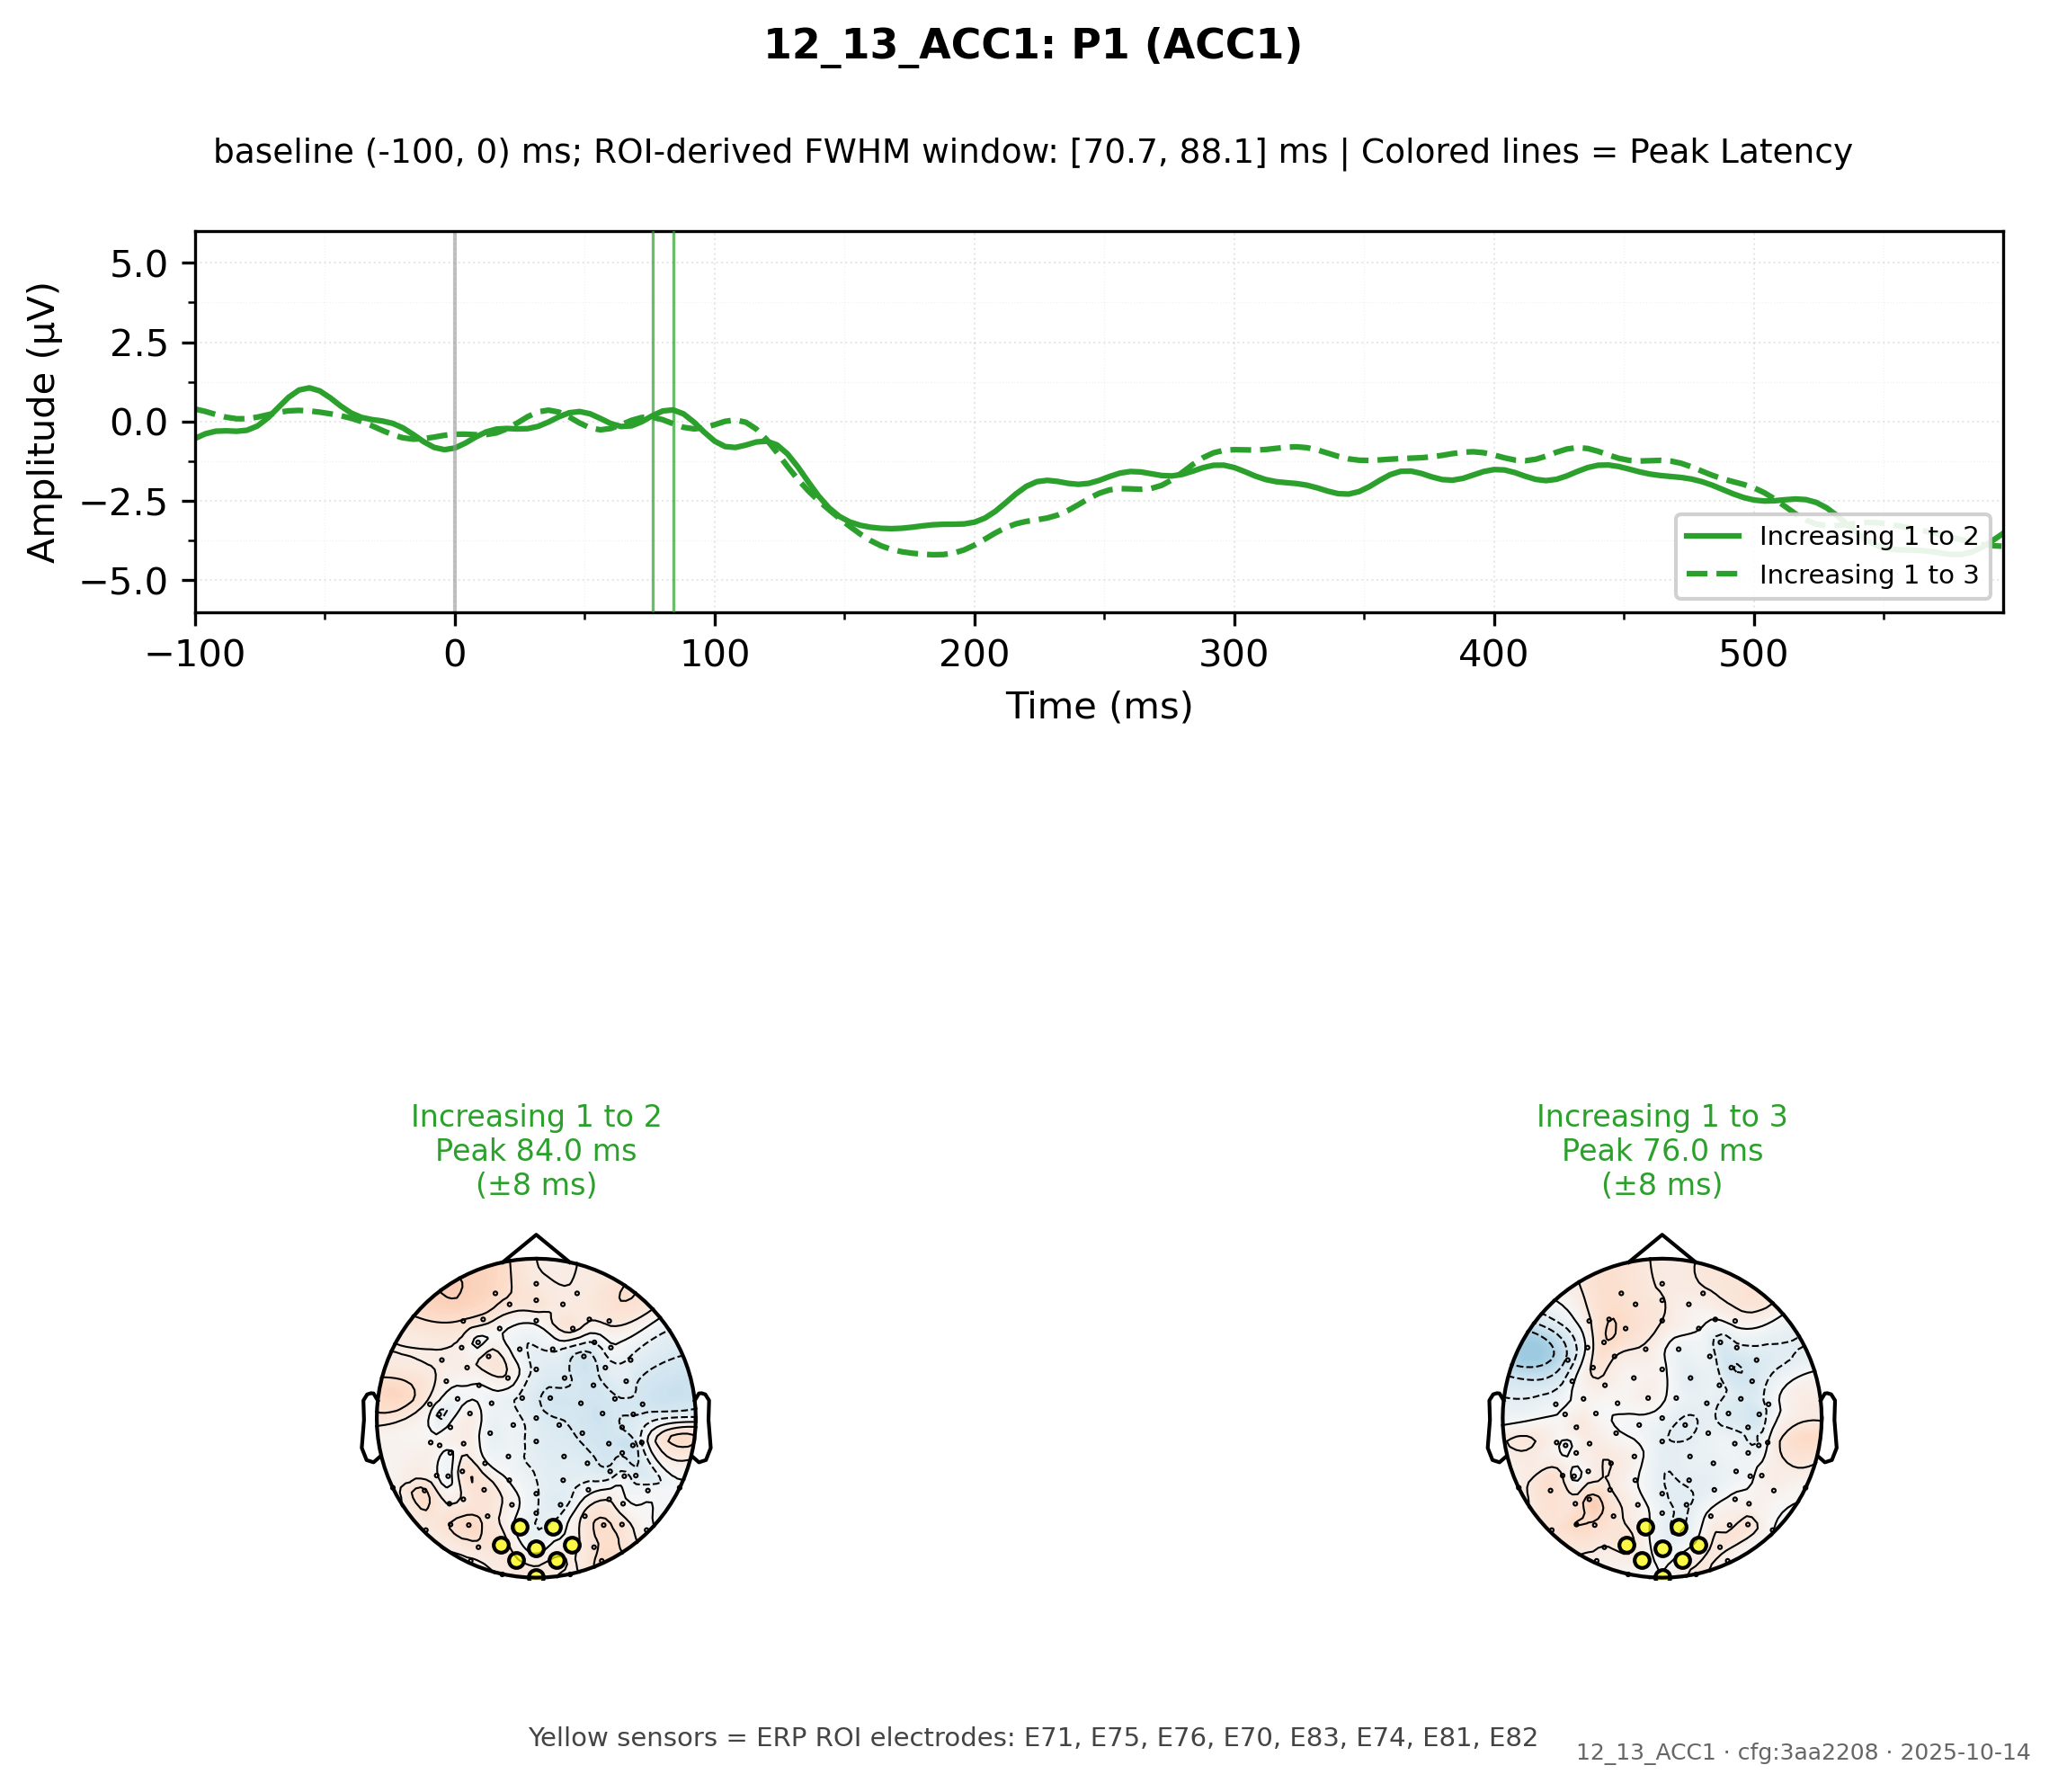 12_13_ACC1: P1 (ACC1)
baseline (-100, 0) ms; ROI-derived FWHM window: [70.7, 88.1] ms | Colored lines = Peak Latency
Amplitude (µV)
5.0
2.5
0.0
−2.5
−5.0
Increasing 1 to 2
Increasing 1 to 3
−100
0
100
200
300
400
500
Time (ms)
Increasing 1 to 2
Peak 84.0 ms
(±8 ms)
Increasing 1 to 3
Peak 76.0 ms
(±8 ms)
Yellow sensors = ERP ROI electrodes: E71, E75, E76, E70, E83, E74, E81, E82
12_13_ACC1 · cfg:3aa2208 · 2025-10-14